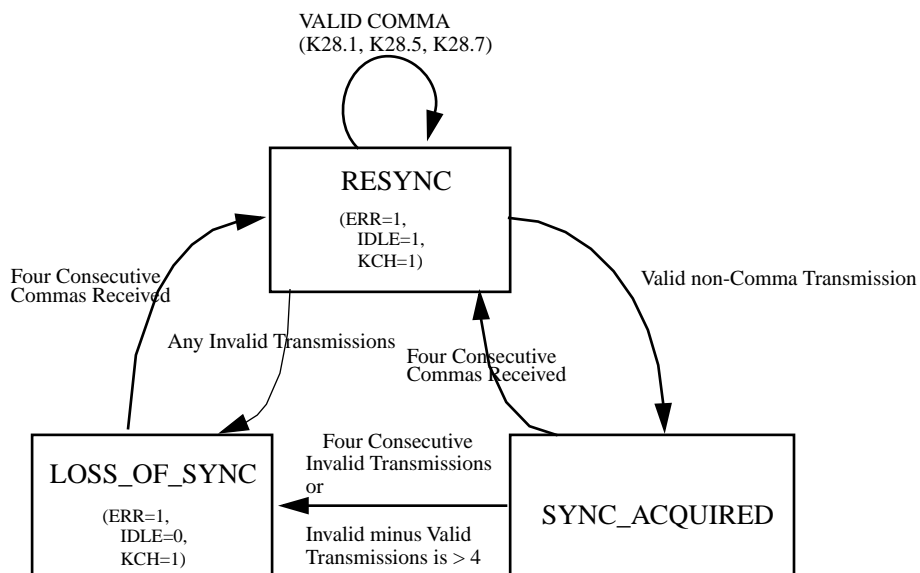 VALID COMMA
(K28.1, K28.5, K28.7)
RESYNC
(ERR=1,
IDLE=1,
KCH=1)
Four Consecutive
Commas Received
Valid non-Comma Transmission
Any Invalid Transmissions
Four Consecutive
Commas Received
LOSS_OF_SYNC
(ERR=1,
IDLE=0,
KCH=1)
Four Consecutive
Invalid Transmissions
or
Invalid minus Valid
Transmissions is > 4
SYNC_ACQUIRED